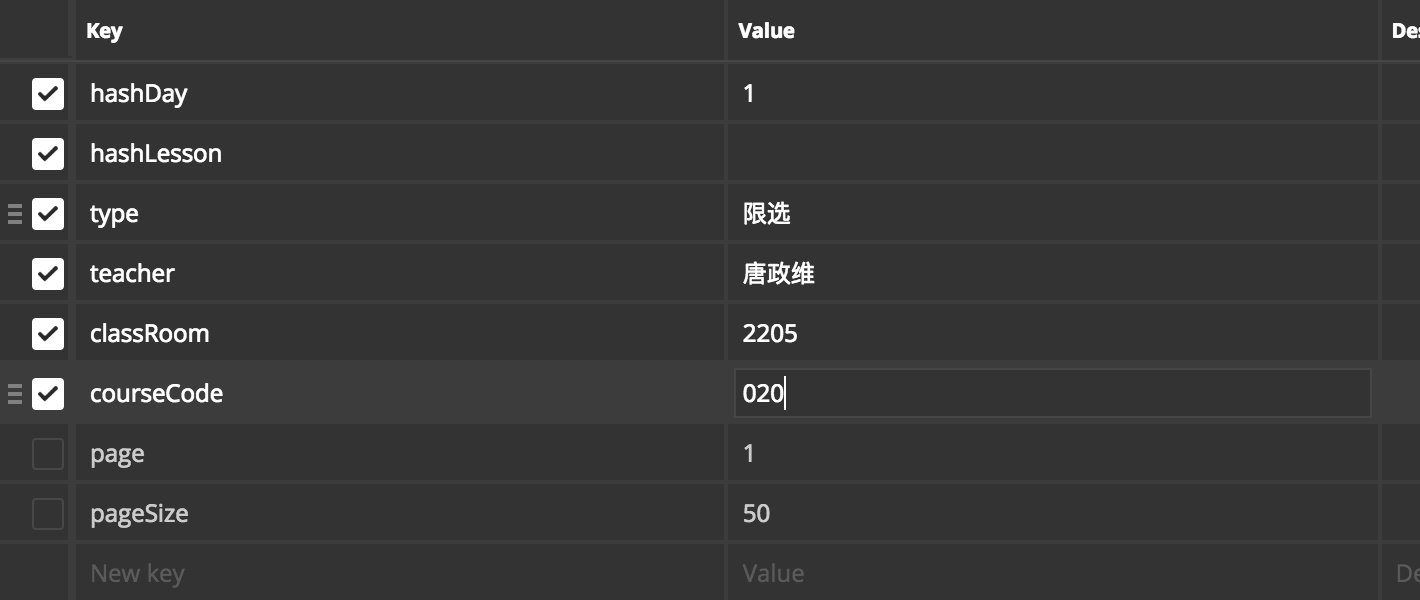 Key Value Des
hashDay 1
hashLesson
type 限选
teacher 唐政维
classRoom 2205
courseCode 020
page 1
pageSize 50
New key Value De